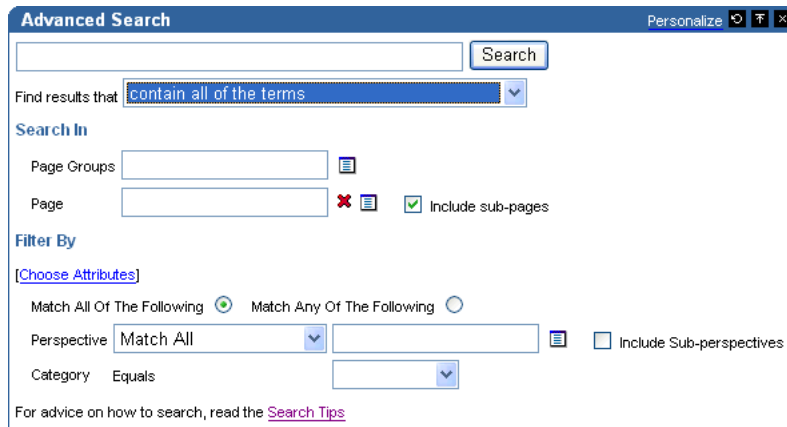 Advanced Search Personalize
Search
Find results that contain all of the terms
Search In
Page Groups
Page Include sub-pages
Filter By
[Choose Attributes]
Match All Of The Following Match Any Of The Following
Perspective Match All Include Sub-perspectives
Category Equals
For advice on how to search, read the Search Tips